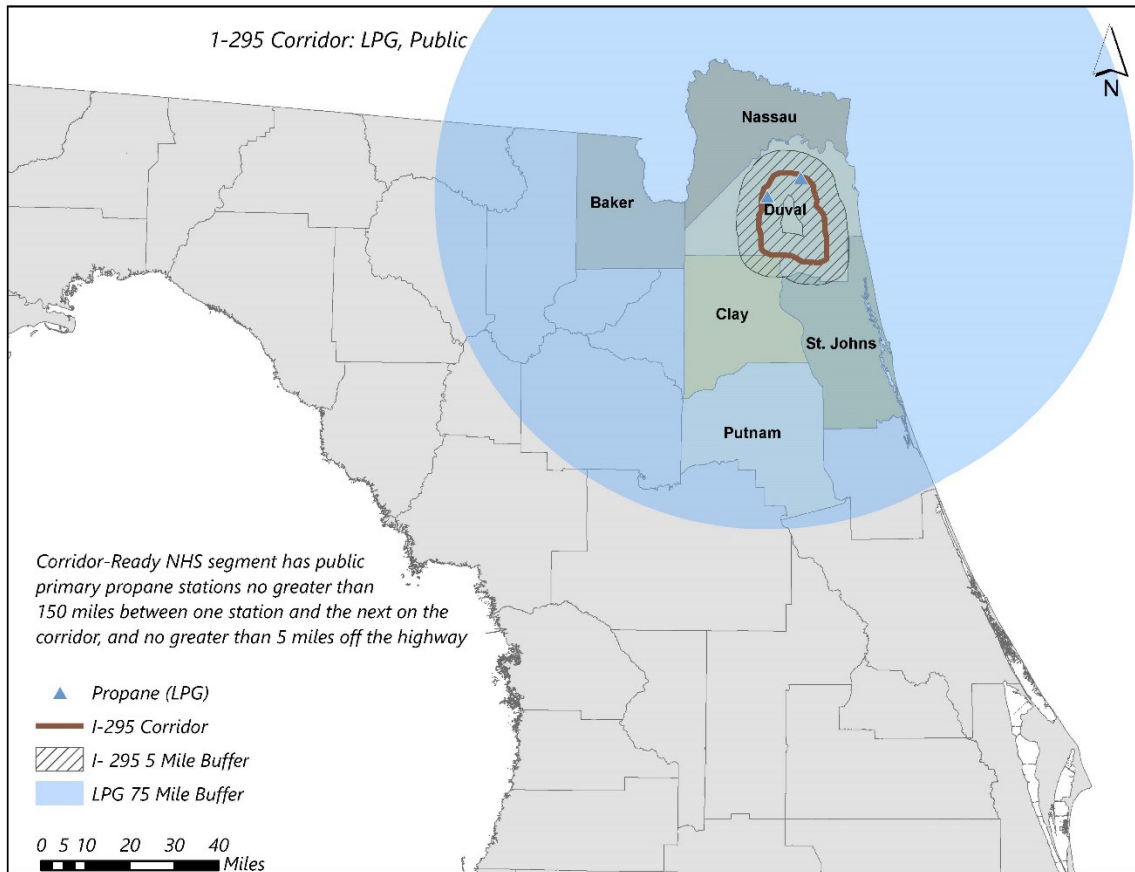 1-295 Corridor: LPG, Public
N
Nassau
Baker
Duval
Clay
St. Johns
Putnam
Corridor-Ready NHS segment has public
primary propane stations no greater than
150 miles between one station and the next on the
corridor, and no greater than 5 miles off the highway
Propane (LPG)
I-295 Corridor
I- 295 5 Mile Buffer
LPG 75 Mile Buffer
0 5 10 20 30 40
Miles